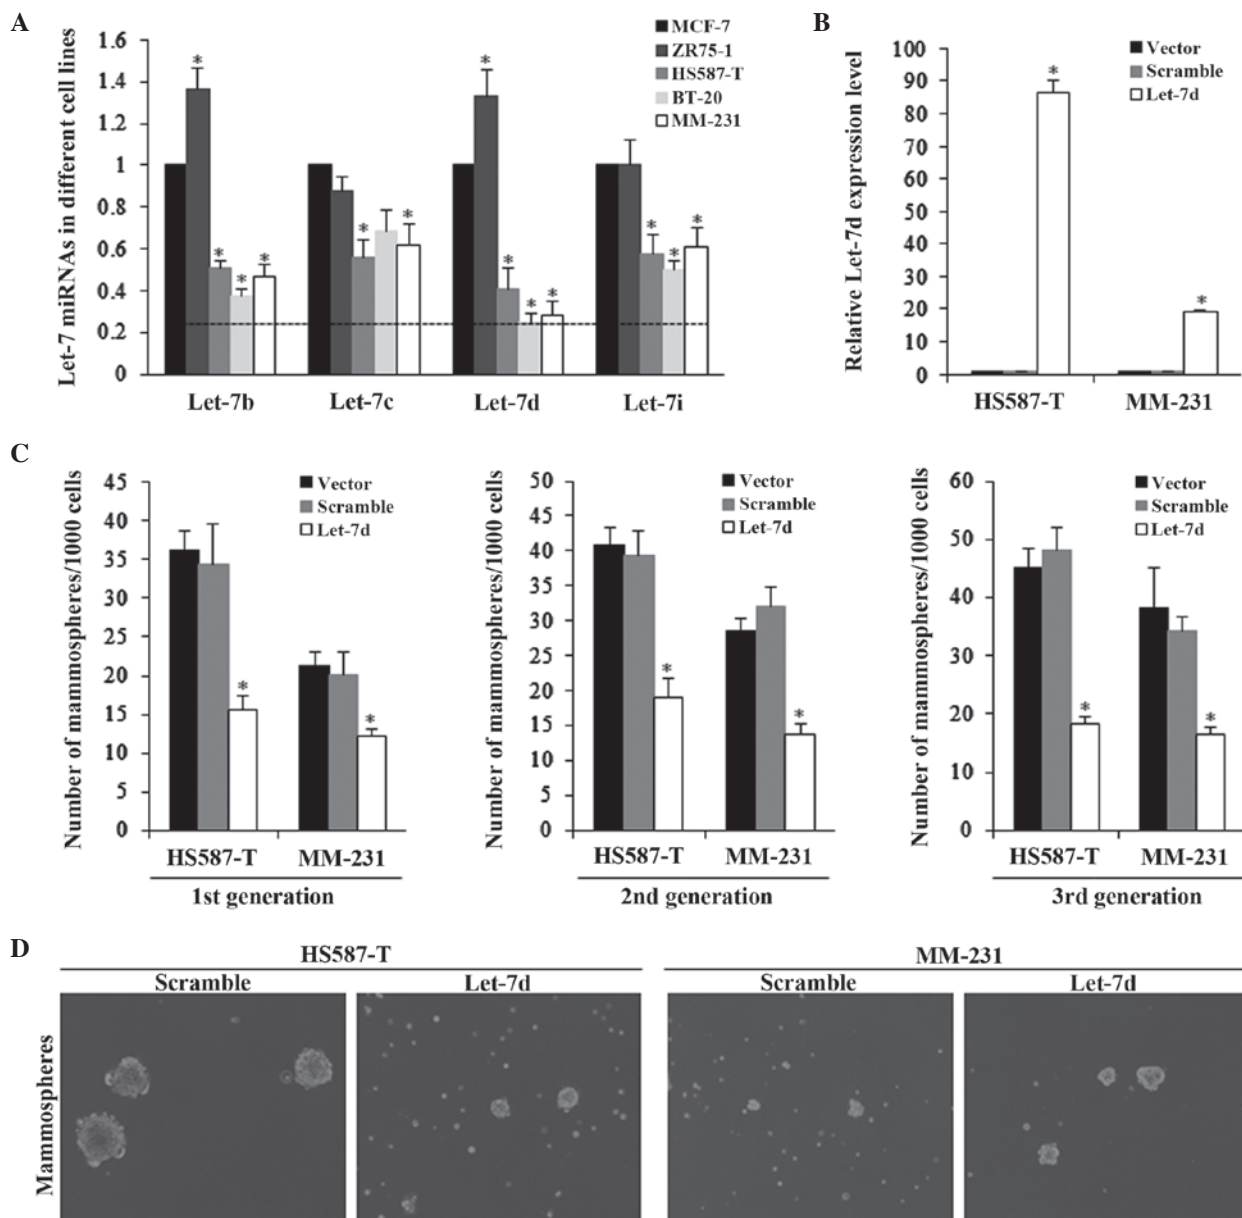 A
Let-7 miRNAs in different cell lines
1.6
1.4
1.2
1
0.8
0.6
0.4
0.2
0
MCF-7
ZR75-1
HS587-T
BT-20
MM-231
* * * * * * * * * * * * *
Let-7b Let-7c Let-7d Let-7i
B
Relative Let-7d expression level
100
90
80
70
60
50
40
30
20
10
0
Vector
Scramble
Let-7d
* *
HS587-T MM-231
C
Number of mammospheres/1000 cells
45
40
35
30
25
20
15
10
5
0
Vector
Scramble
Let-7d
* *
HS587-T MM-231
1st generation
Number of mammospheres/1000 cells
50
45
40
35
30
25
20
15
10
5
0
Vector
Scramble
Let-7d
* *
HS587-T MM-231
2nd generation
Number of mammospheres/1000 cells
60
50
40
30
20
10
0
Vector
Scramble
Let-7d
* *
HS587-T MM-231
3rd generation
D
HS587-T MM-231
Scramble Let-7d Scramble Let-7d
Mammospheres